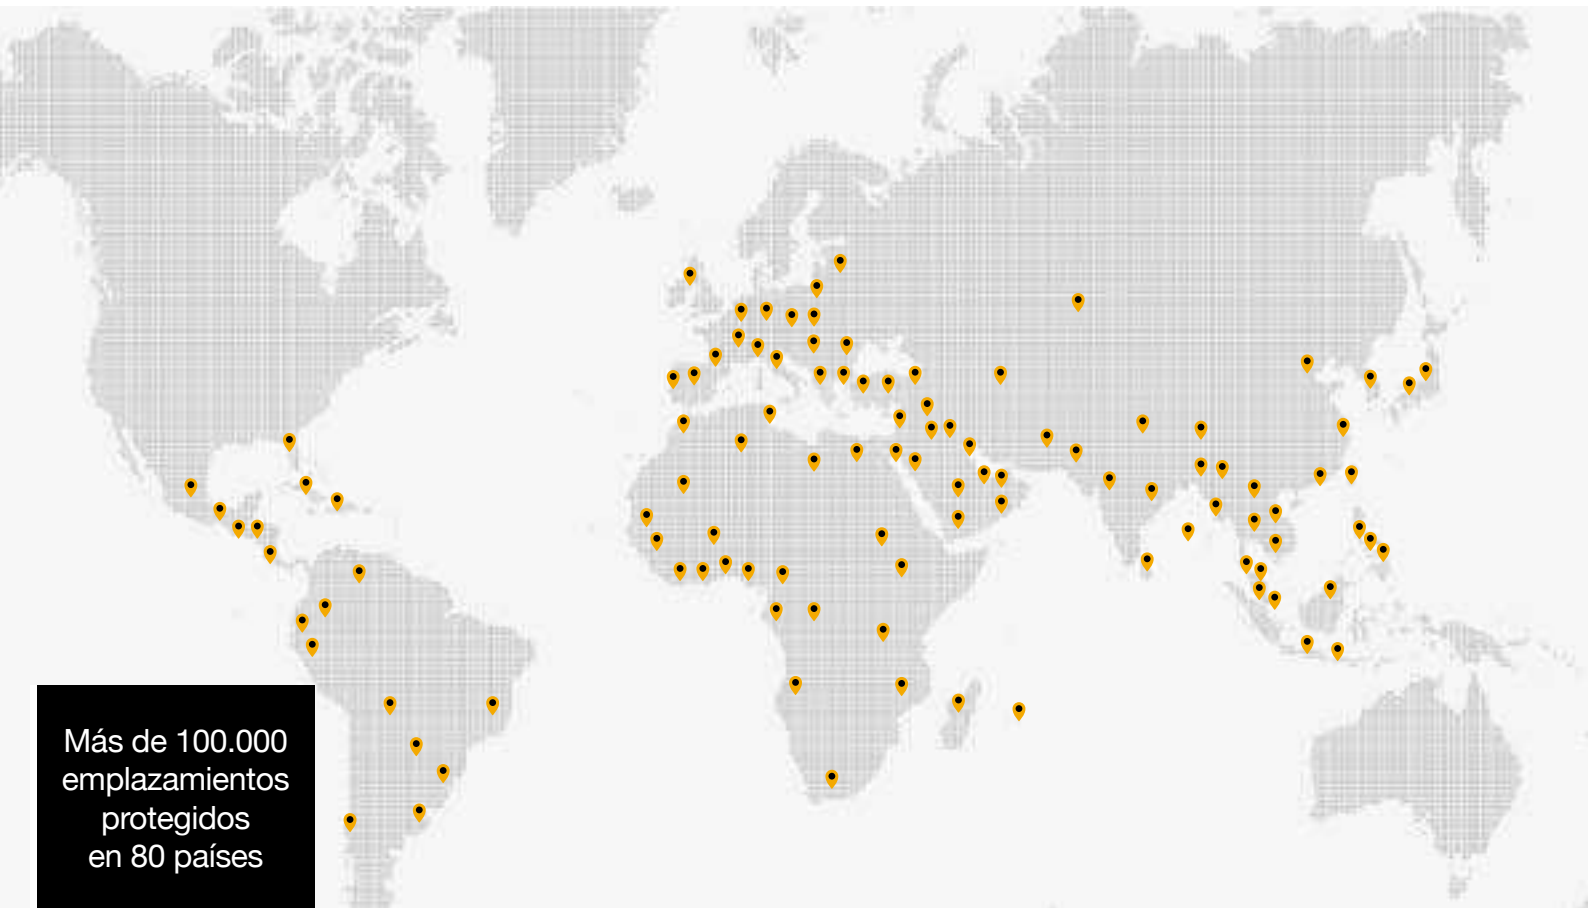 Más de 100.000
emplazamientos
protegidos
en 80 países